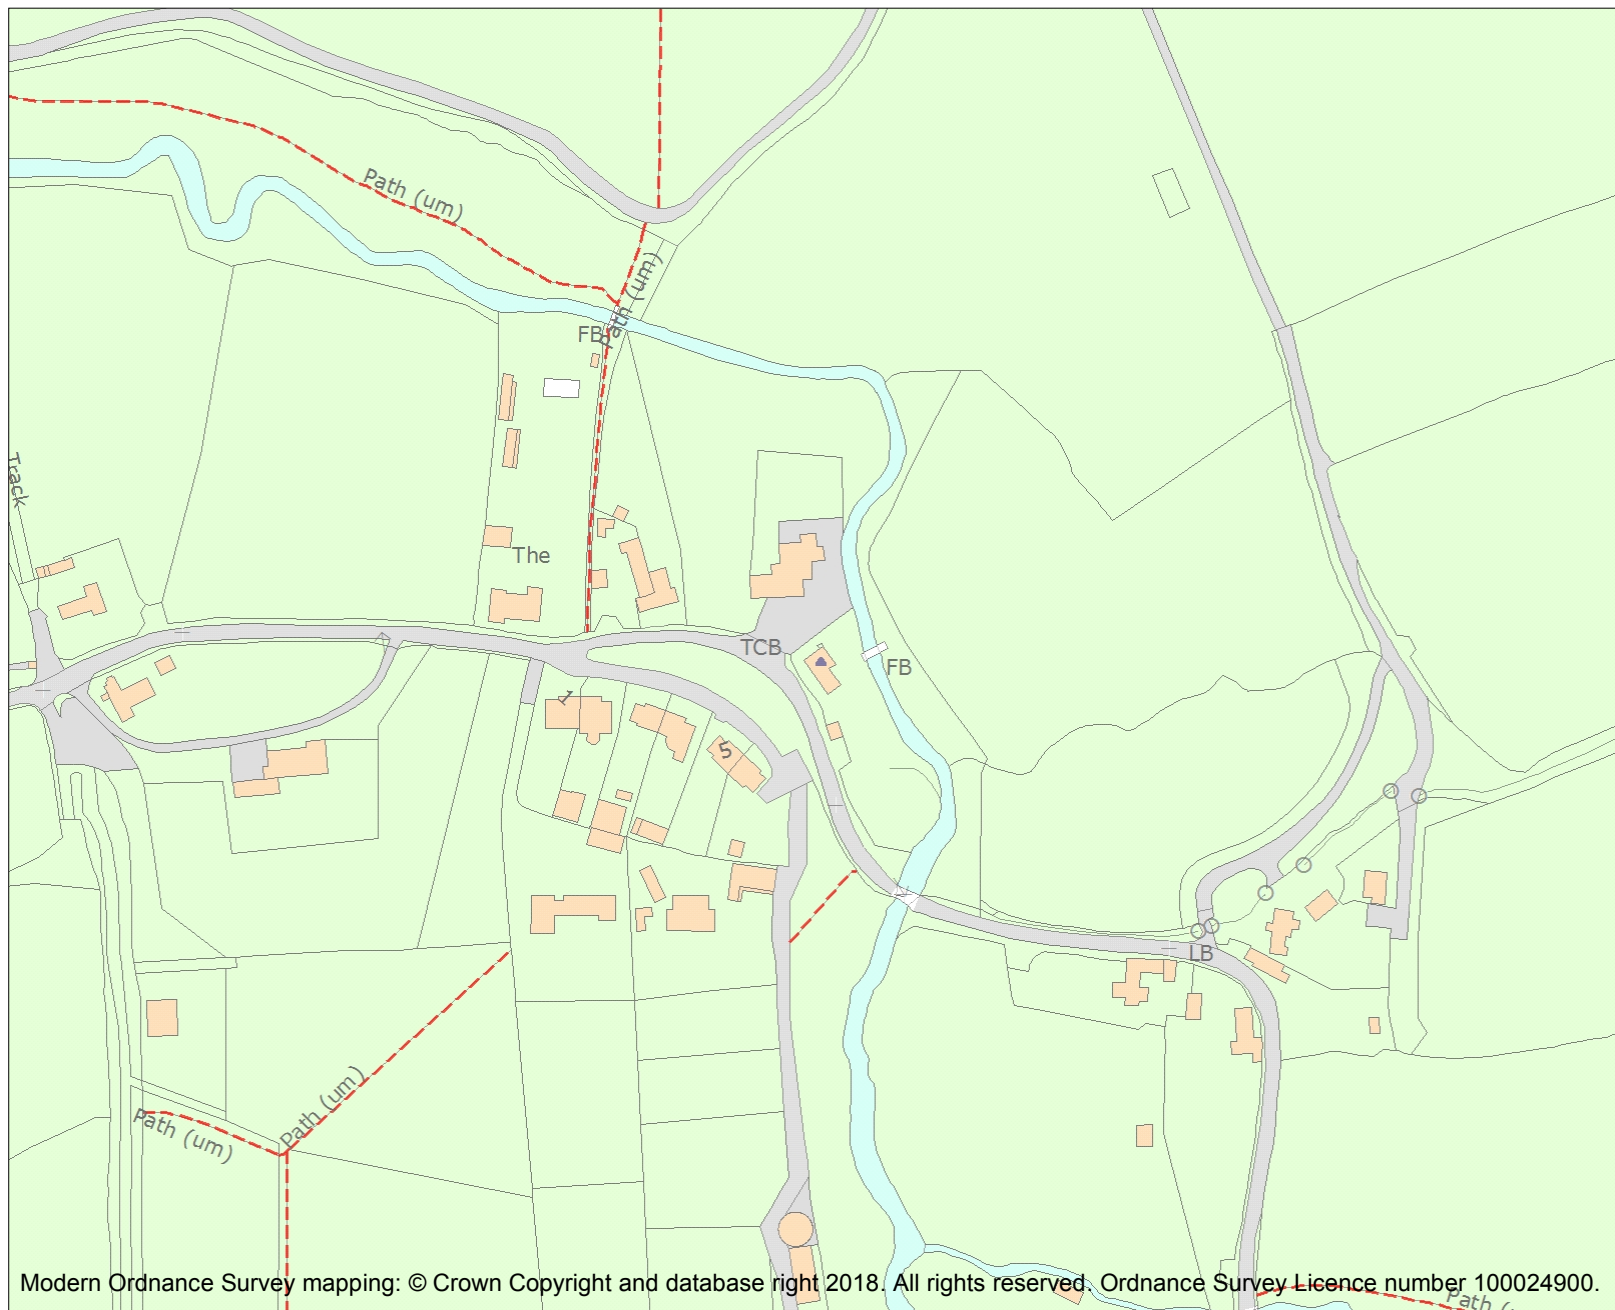 Path (um)
Path (um)
FB
Track
The
TCB
FB
1
5
LB
Path (um)
Path (um)
Modern Ordnance Survey mapping: © Crown Copyright and database right 2018. All rights reserved. Ordnance Survey Licence number 100024900.
Path (